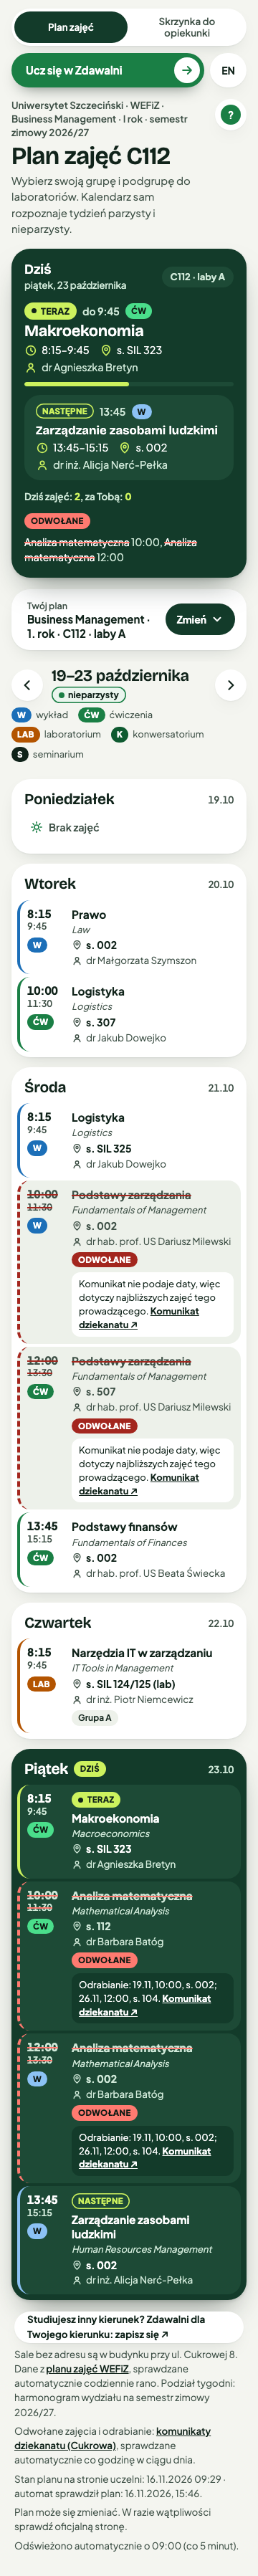 Plan zajęć
Skrzynka do
opiekunki
Ucz się w Zdawalni
EN
Uniwersytet Szczeciński · WEFiZ ·
Business Management · I rok · semestr
zimowy 2026/27
?
Plan zajęć C112
Wybierz swoją grupę i podgrupę do
laboratoriów. Kalendarz sam
rozpoznaje tydzień parzysty i
nieparzysty.
Dziś
piątek, 23 października
C112 · laby A
TERAZ do 9:45 ĆW
Makroekonomia
8:15–9:45 s. SIL 323
dr Agnieszka Bretyn
NASTĘPNE 13:45 W
Zarządzanie zasobami ludzkimi
13:45–15:15 s. 002
dr inż. Alicja Nerć-Pełka
Dziś zajęć: 2, za Tobą: 0
ODWOŁANE
Analiza matematyczna 10:00, Analiza
matematyczna 12:00
Twój plan
Business Management ·
1. rok · C112 · laby A
Zmień
19–23 października
nieparzysty
W wykład ĆW ćwiczenia
LAB laboratorium K konwersatorium
S seminarium
Poniedziałek 19.10
Brak zajęć
Wtorek 20.10
8:15 Prawo
9:45 Law
W s. 002
dr Małgorzata Szymson
10:00 Logistyka
11:30 Logistics
ĆW s. 307
dr Jakub Dowejko
Środa 21.10
8:15 Logistyka
9:45 Logistics
W s. SIL 325
dr Jakub Dowejko
10:00 Podstawy zarządzania
11:30 Fundamentals of Management
W s. 002
dr hab. prof. US Dariusz Milewski
ODWOŁANE
Komunikat nie podaje daty, więc
dotyczy najbliższych zajęć tego
prowadzącego. Komunikat
dziekanatu ↗
12:00 Podstawy zarządzania
13:30 Fundamentals of Management
ĆW s. 507
dr hab. prof. US Dariusz Milewski
ODWOŁANE
Komunikat nie podaje daty, więc
dotyczy najbliższych zajęć tego
prowadzącego. Komunikat
dziekanatu ↗
13:45 Podstawy finansów
15:15 Fundamentals of Finances
ĆW s. 002
dr hab. prof. US Beata Świecka
Czwartek 22.10
8:15 Narzędzia IT w zarządzaniu
9:45 IT Tools in Management
LAB s. SIL 124/125 (lab)
dr inż. Piotr Niemcewicz
Grupa A
Piątek DZIŚ 23.10
8:15 TERAZ
9:45 Makroekonomia
ĆW Macroeconomics
s. SIL 323
dr Agnieszka Bretyn
10:00 Analiza matematyczna
11:30 Mathematical Analysis
ĆW s. 112
dr Barbara Batóg
ODWOŁANE
Odrabianie: 19.11, 10:00, s. 002;
26.11, 12:00, s. 104. Komunikat
dziekanatu ↗
12:00 Analiza matematyczna
13:30 Mathematical Analysis
W s. 002
dr Barbara Batóg
ODWOŁANE
Odrabianie: 19.11, 10:00, s. 002;
26.11, 12:00, s. 104. Komunikat
dziekanatu ↗
13:45 NASTĘPNE
15:15 Zarządzanie zasobami
W ludzkimi
Human Resources Management
s. 002
dr inż. Alicja Nerć-Pełka
Studiujesz inny kierunek? Zdawalni dla
Twojego kierunku: zapisz się ↗
Sale bez adresu są w budynku przy ul. Cukrowej 8.
Dane z planu zajęć WEFiZ, sprawdzane
automatycznie codziennie rano. Podział tygodni:
harmonogram wydziału na semestr zimowy
2026/27.
Odwołane zajęcia i odrabianie: komunikaty
dziekanatu (Cukrowa), sprawdzane
automatycznie co godzinę w ciągu dnia.
Stan planu na stronie uczelni: 16.11.2026 09:29 ·
automat sprawdził plan: 16.11.2026, 15:46.
Plan może się zmieniać. W razie wątpliwości
sprawdź oficjalną stronę.
Odświeżono automatycznie o 09:00 (co 5 minut).